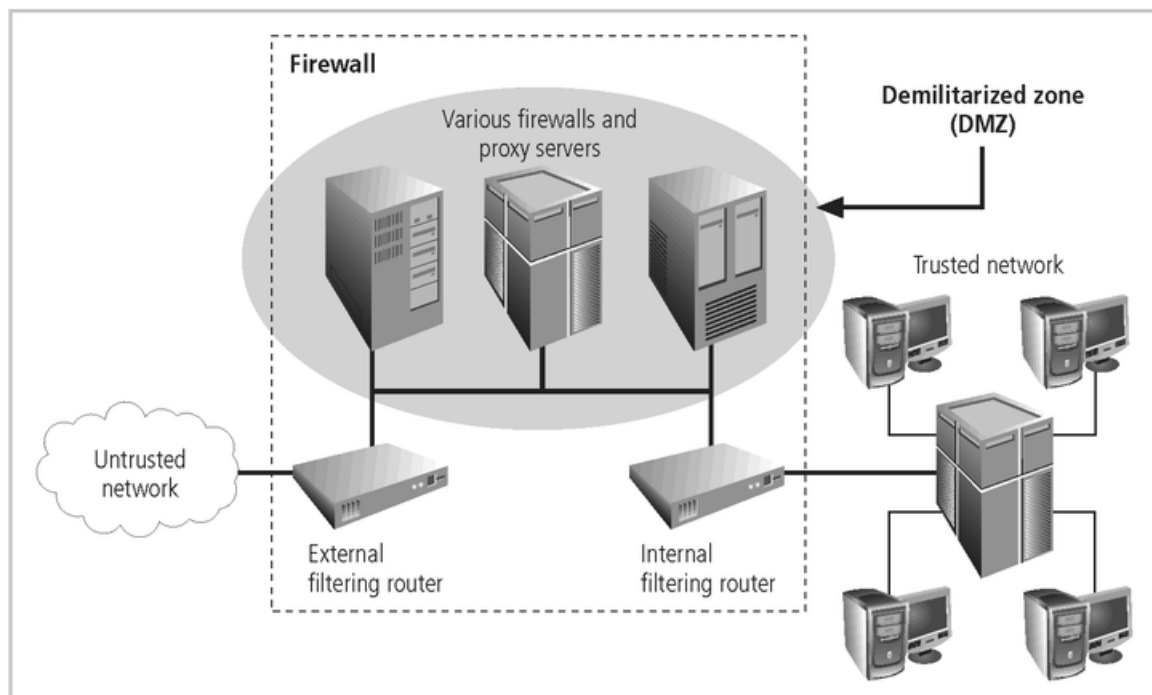 Firewall
Various firewalls and
proxy servers
Demilitarized zone
(DMZ)
Trusted network
Untrusted
network
External
filtering router
Internal
filtering router